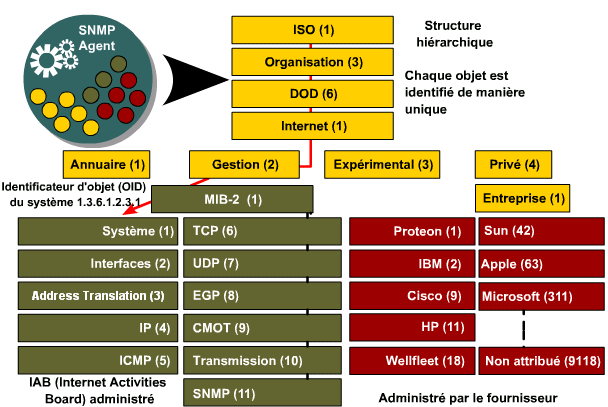 SNMP
Agent
ISO (1)
Organisation (3)
DOD (6)
Internet (1)
Structure
hiérarchique
Chaque objet est
identifié de manière
unique
Annuaire (1)
Gestion (2)
Expérimental (3)
Privé (4)
Identificateur d'objet (OID)
du système 1.3.6.1.2.3.1
MIB-2 (1)
Entreprise (1)
Système (1)
TCP (6)
Proteon (1)
Sun (42)
Interfaces (2)
UDP (7)
IBM (2)
Apple (63)
Address Translation (3)
EGP (8)
Cisco (9)
Microsoft (311)
IP (4)
CMOT (9)
HP (11)
ICMP (5)
Transmission (10)
Wellfleet (18)
Non attribué (9118)
IAB (Internet Activities
Board) administré
SNMP (11)
Administré par le fournisseur